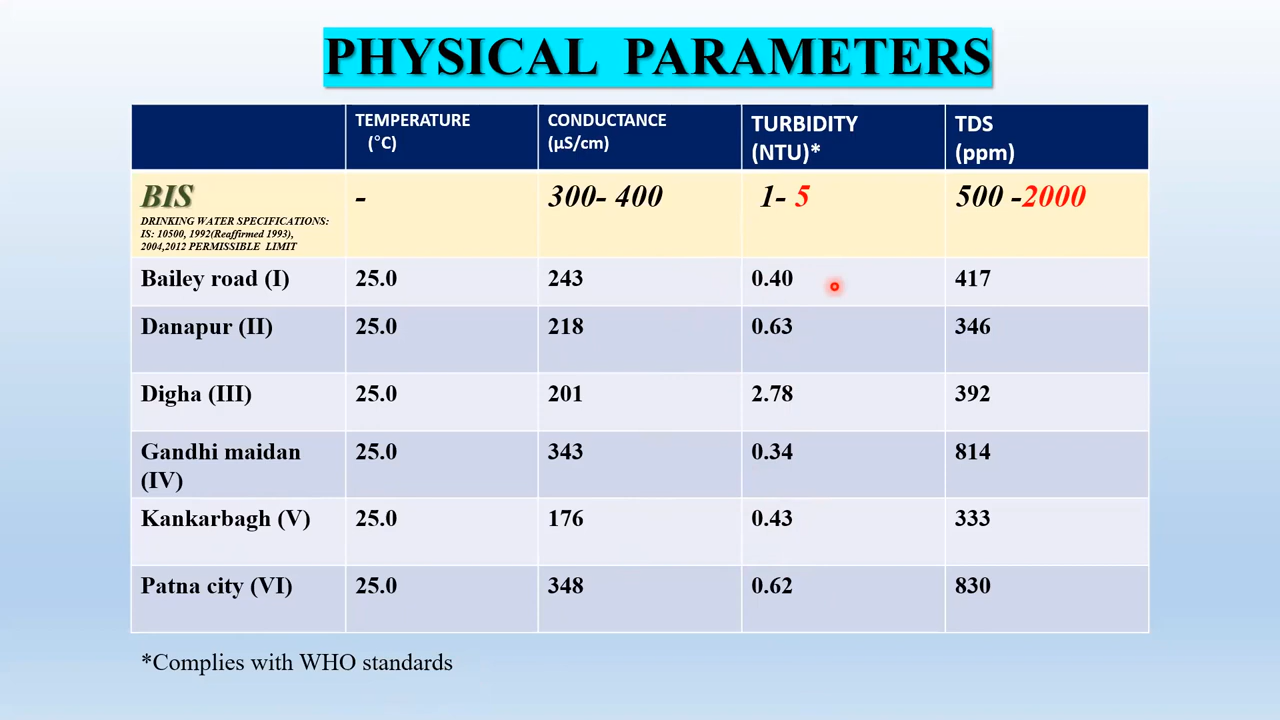 PHYSICAL PARAMETERS
TEMPERATURE (°C) CONDUCTANCE (µS/cm) TURBIDITY (NTU)* TDS (ppm)
BIS - 300- 400 1- 5 500 -2000
DRINKING WATER SPECIFICATIONS:
IS: 10500, 1992(Reaffirmed 1993),
2004,2012 PERMISSIBLE LIMIT
Bailey road (I) 25.0 243 0.40 417
Danapur (II) 25.0 218 0.63 346
Digha (III) 25.0 201 2.78 392
Gandhi maidan 25.0 343 0.34 814
(IV)
Kankarbagh (V) 25.0 176 0.43 333
Patna city (VI) 25.0 348 0.62 830
*Complies with WHO standards